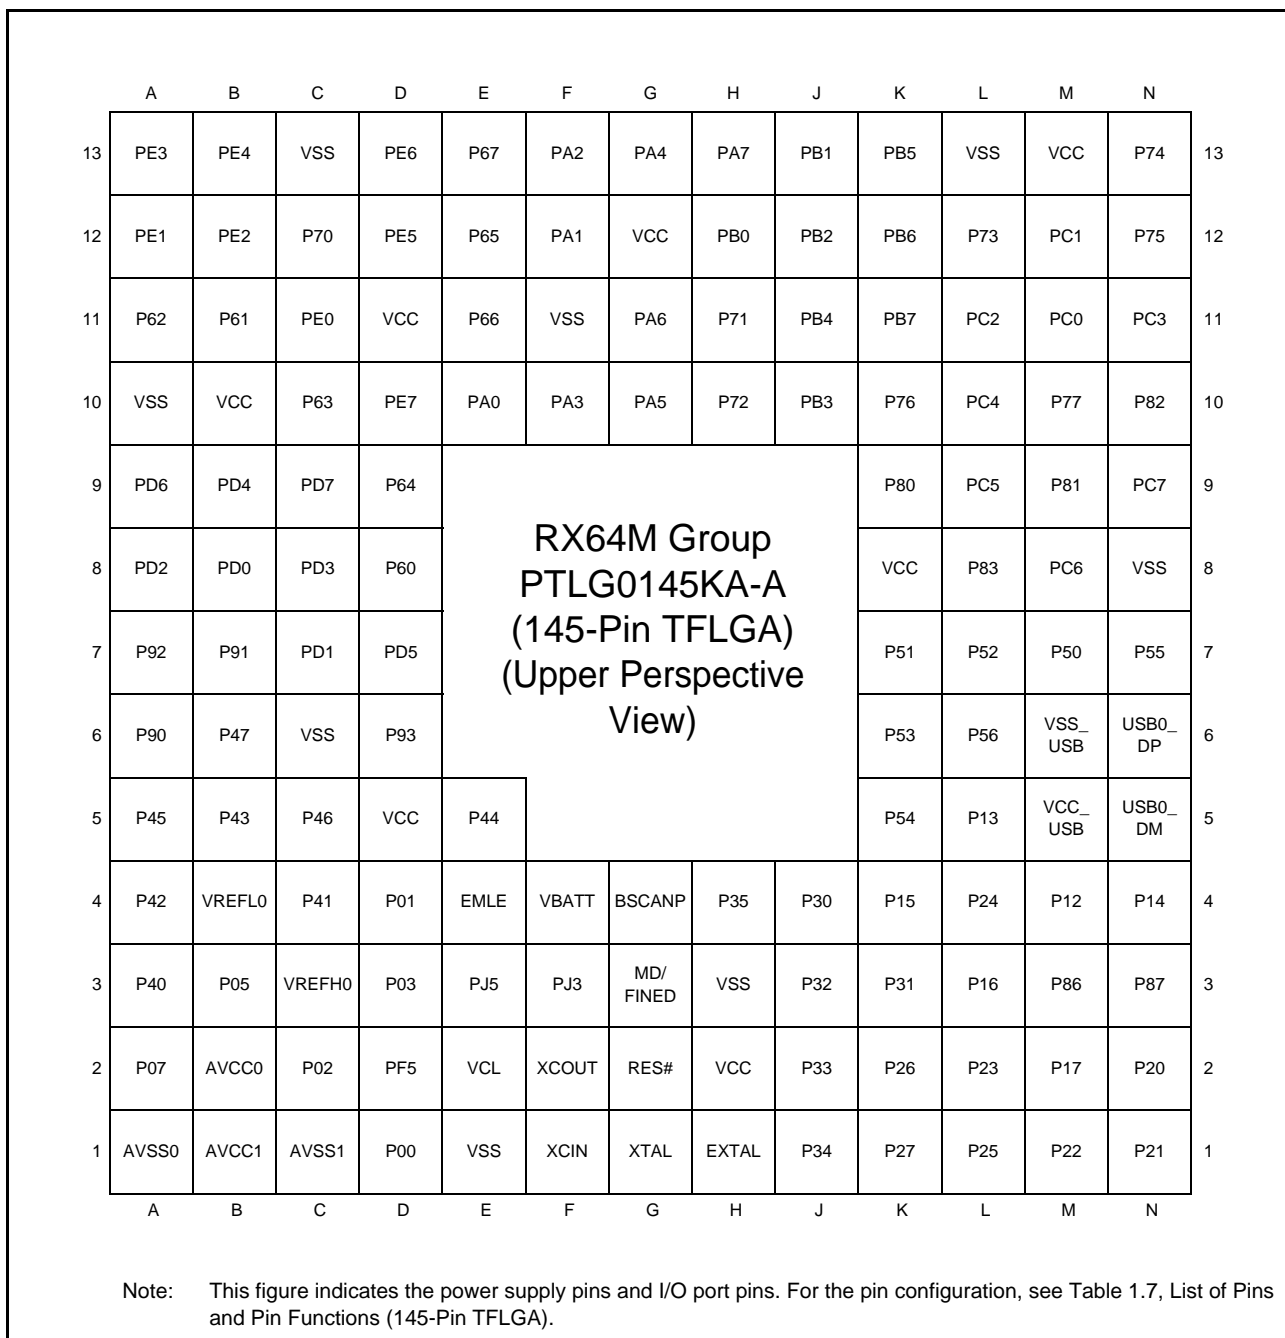 A B C D E F G H J K L M N
13 PE3 PE4 VSS PE6 P67 PA2 PA4 PA7 PB1 PB5 VSS VCC P74 13
12 PE1 PE2 P70 PE5 P65 PA1 VCC PB0 PB2 PB6 P73 PC1 P75 12
11 P62 P61 PE0 VCC P66 VSS PA6 P71 PB4 PB7 PC2 PC0 PC3 11
10 VSS VCC P63 PE7 PA0 PA3 PA5 P72 PB3 P76 PC4 P77 P82 10
9 PD6 PD4 PD7 P64 P80 PC5 P81 PC7 9
8 PD2 PD0 PD3 P60 VCC P83 PC6 VSS 8
7 P92 P91 PD1 PD5 P51 P52 P50 P55 7
6 P90 P47 VSS P93 P53 P56 VSS_ USB0_ 6
USB DP
5 P45 P43 P46 VCC P44 P54 P13 VCC_ USB0_ 5
USB DM
RX64M Group
PTLG0145KA-A
(145-Pin TFLGA)
(Upper Perspective
View)
4 P42 VREFL0 P41 P01 EMLE VBATT BSCANP P35 P30 P15 P24 P12 P14 4
3 P40 P05 VREFH0 P03 PJ5 PJ3 MD/ VSS P32 P31 P16 P86 P87 3
FINED
2 P07 AVCC0 P02 PF5 VCL XCOUT RES# VCC P33 P26 P23 P17 P20 2
1 AVSS0 AVCC1 AVSS1 P00 VSS XCIN XTAL EXTAL P34 P27 P25 P22 P21 1
A B C D E F G H J K L M N
Note: This figure indicates the power supply pins and I/O port pins. For the pin configuration, see Table 1.7, List of Pins
and Pin Functions (145-Pin TFLGA).